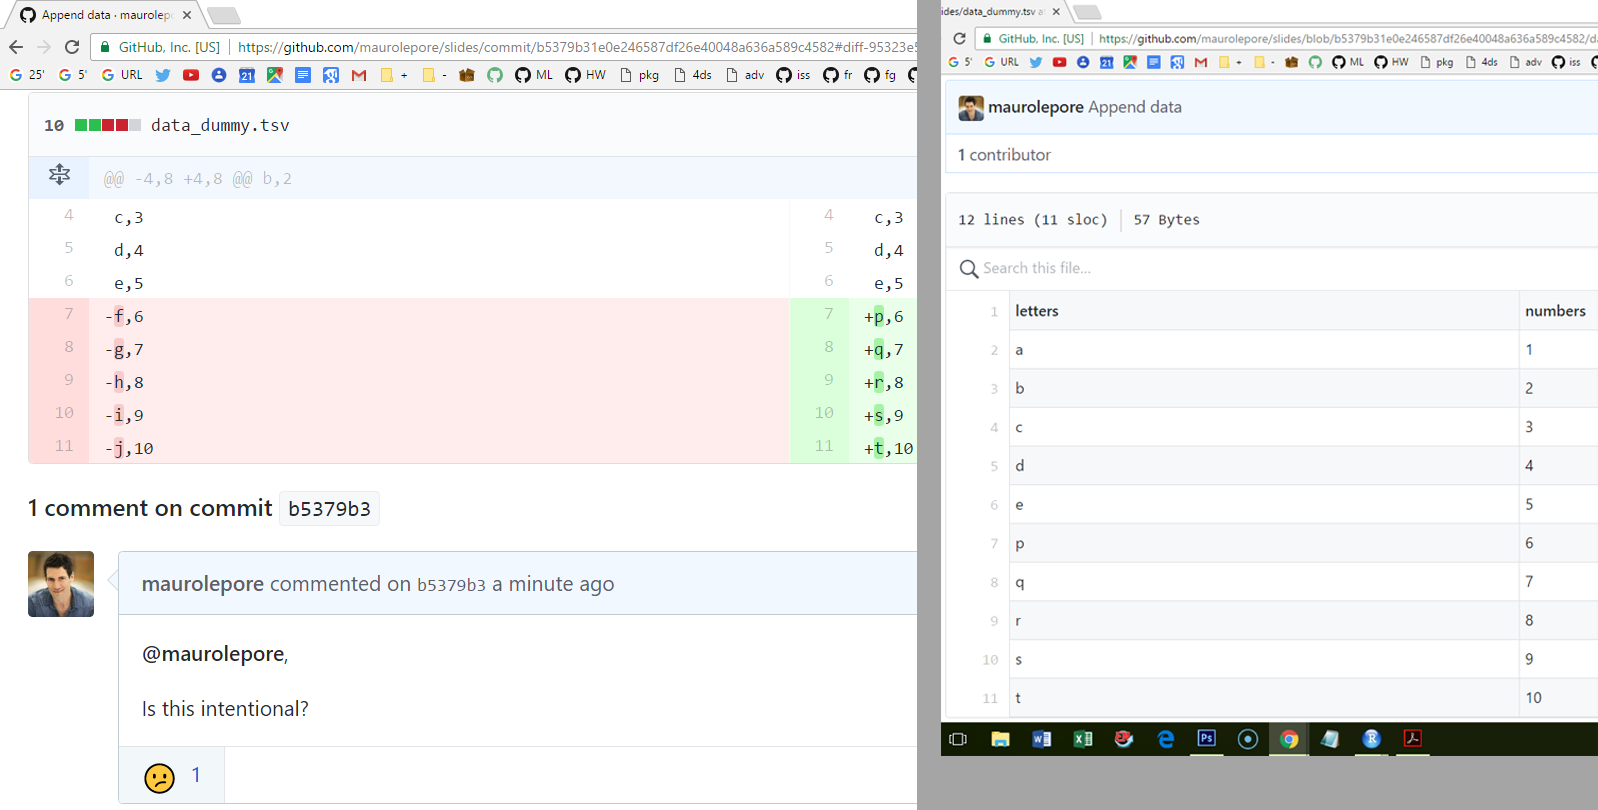 Append data · maurolep
GitHub, Inc. [US] https://github.com/maurolepore/slides/commit/b5379b31e0e246587df26e40048a636a589c4582#diff-95323e5
25' 5' URL 21 + - ML HW pkg 4ds adv iss fr fg
10 data_dummy.tsv
@@ -4,8 +4,8 @@ b,2
4 c,3 4 c,3
5 d,4 5 d,4
6 e,5 6 e,5
7 -f,6 7 +p,6
8 -g,7 8 +q,7
9 -h,8 9 +r,8
10 -i,9 10 +s,9
11 -j,10 11 +t,10
1 comment on commit b5379b3
maurolepore commented on b5379b3 a minute ago
@maurolepore,
Is this intentional?
1
ides/data_dummy.tsv
GitHub, Inc. [US] https://github.com/maurolepore/slides/blob/b5379b31e0e246587df26e40048a636a589c4582/d
5' URL 21 + - ML HW pkg 4ds adv iss
maurolepore Append data
1 contributor
12 lines (11 sloc) 57 Bytes
Search this file...
1 letters numbers
2 a 1
3 b 2
4 c 3
5 d 4
6 e 5
7 p 6
8 q 7
9 r 8
10 s 9
11 t 10
Ps
R